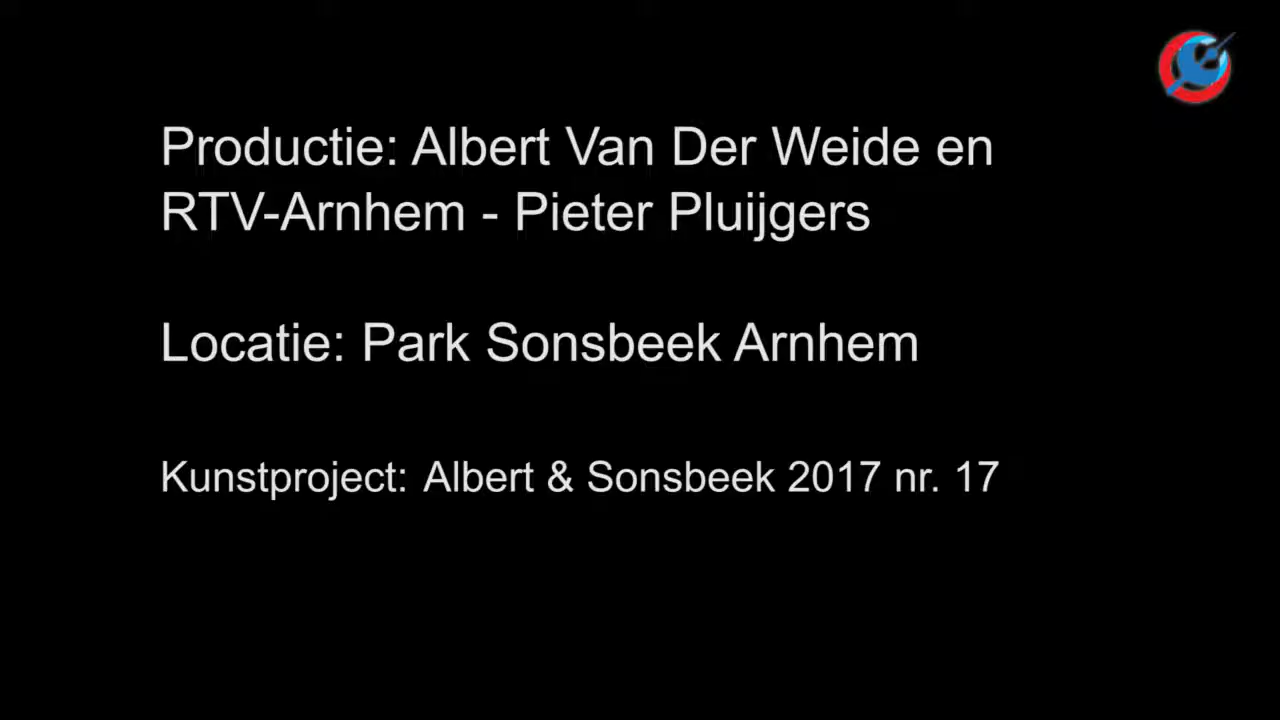 Productie: Albert Van Der Weide en
RTV-Arnhem - Pieter Pluijgers
Locatie: Park Sonsbeek Arnhem
Kunstproject: Albert & Sonsbeek 2017 nr. 17